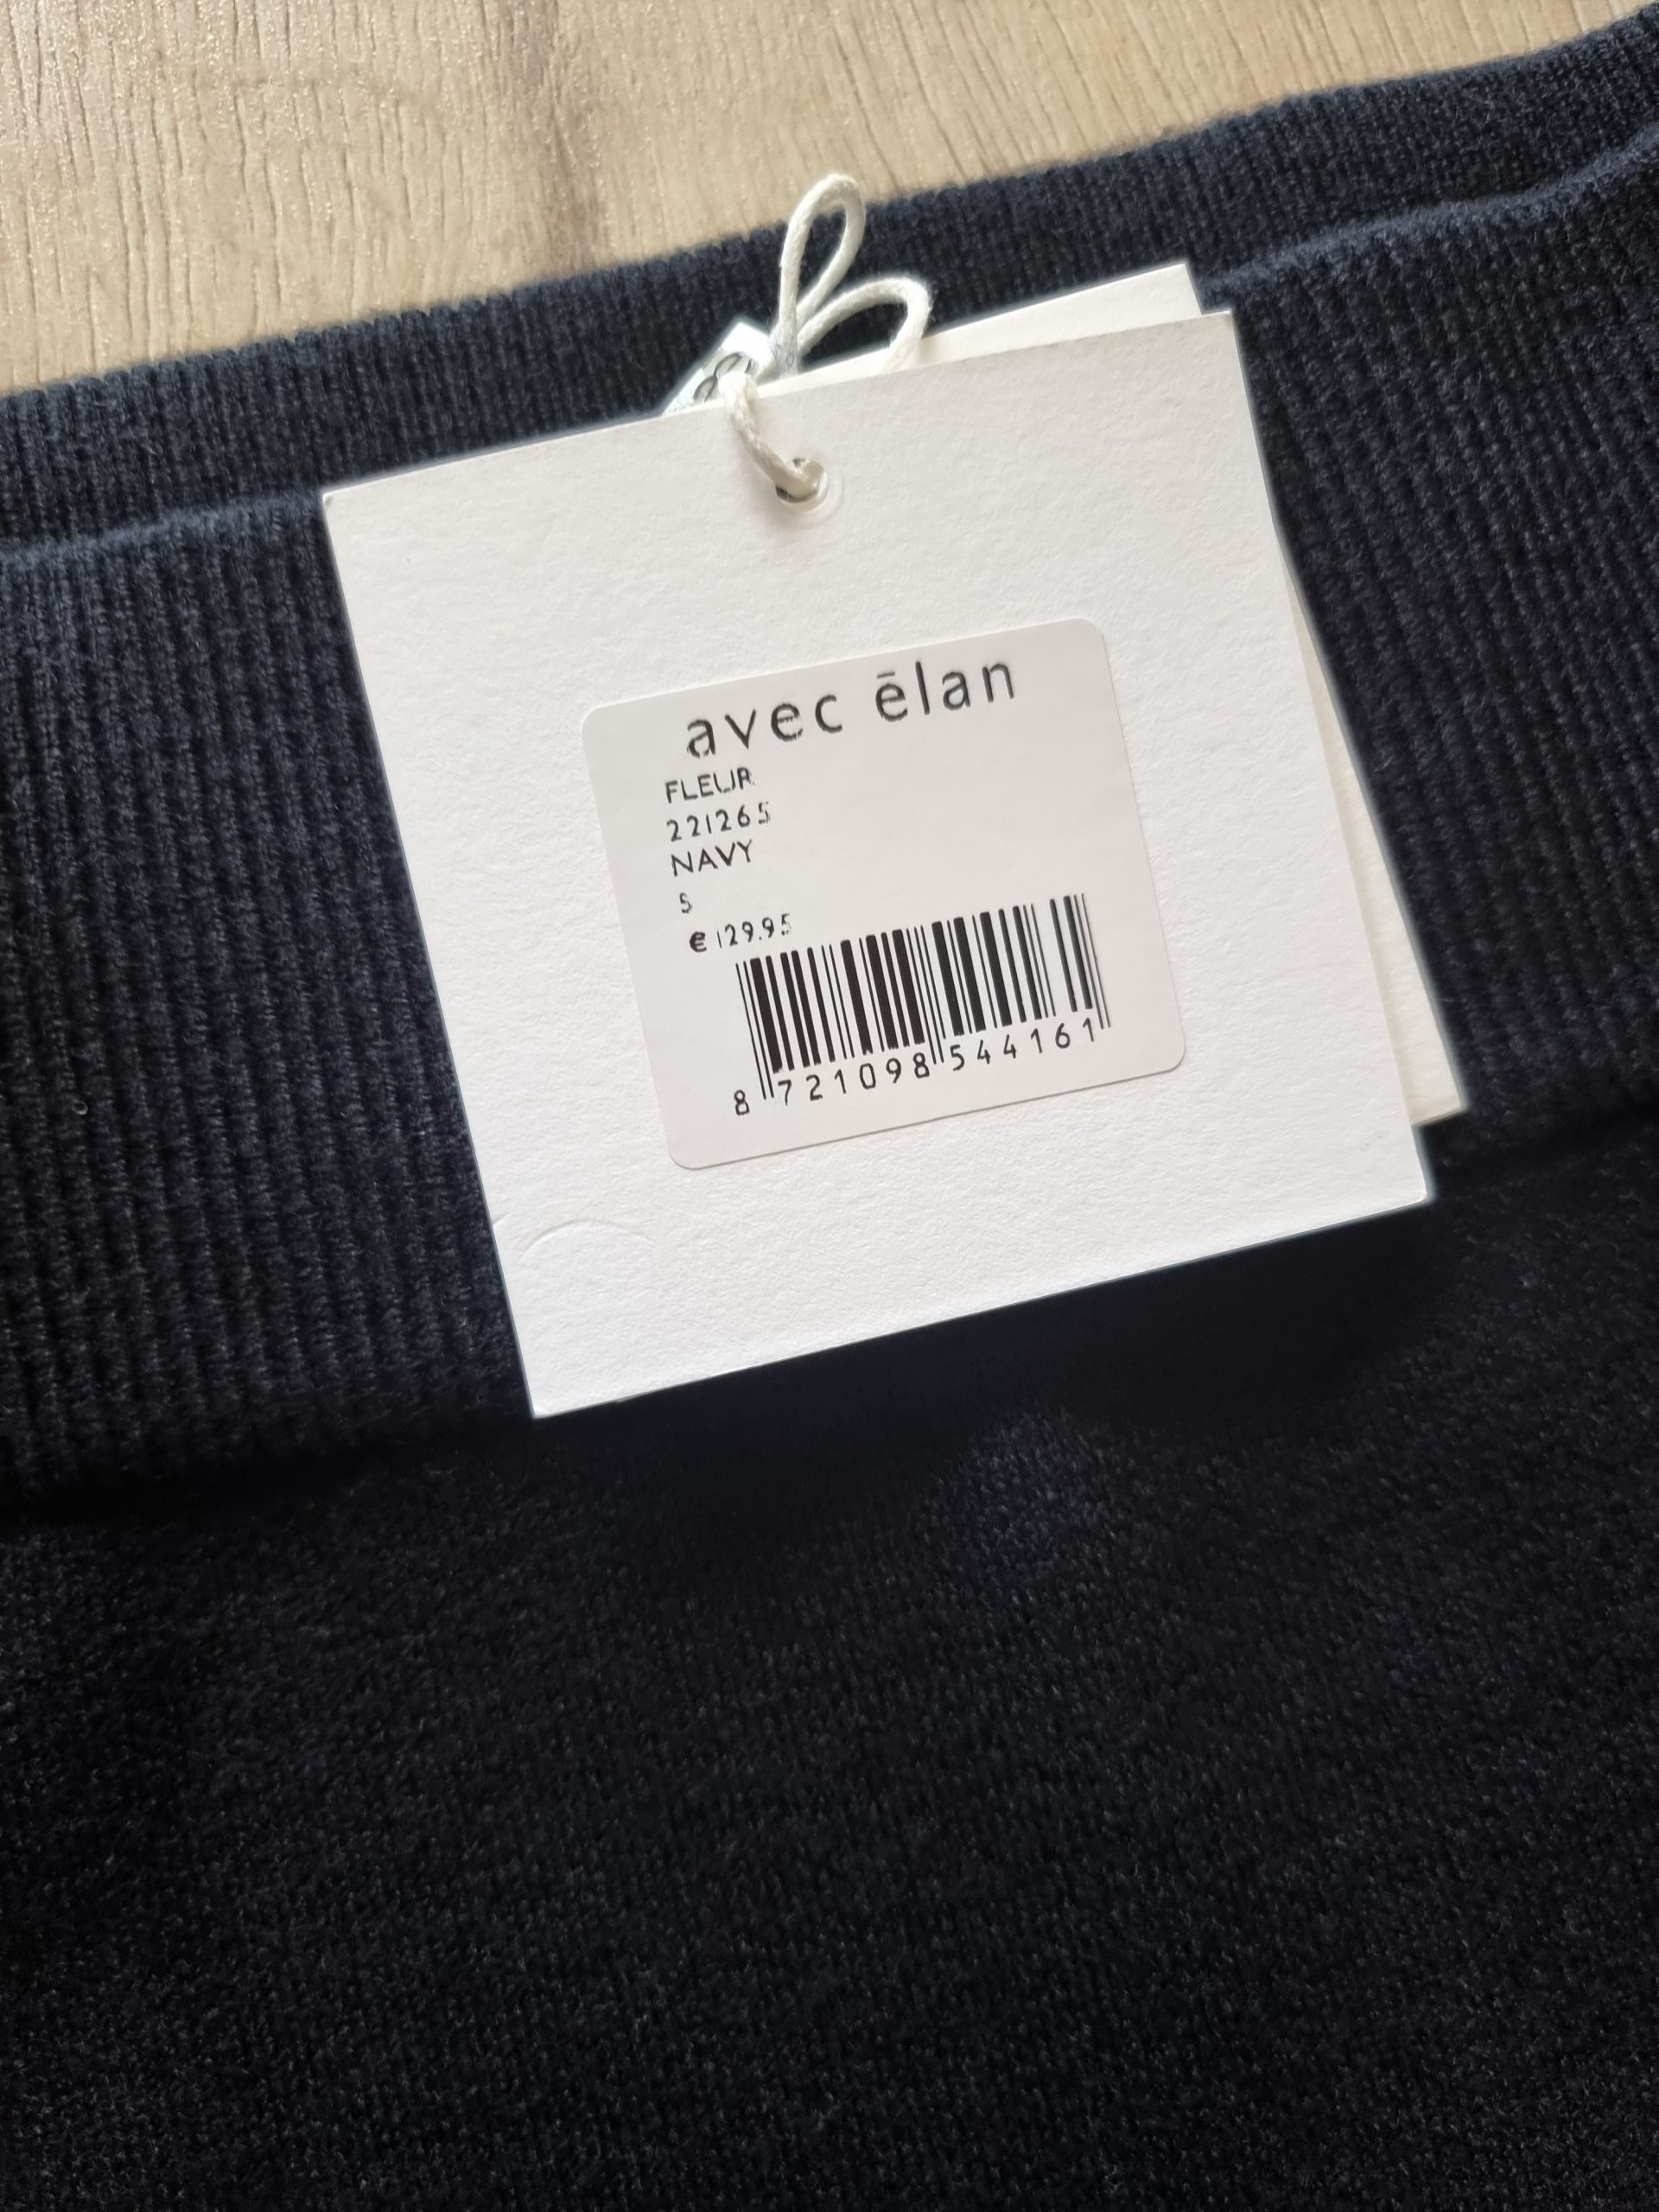 avec ēlan
FLEUR
221265
NAVY
S
€ 129.95
8 721098 544161